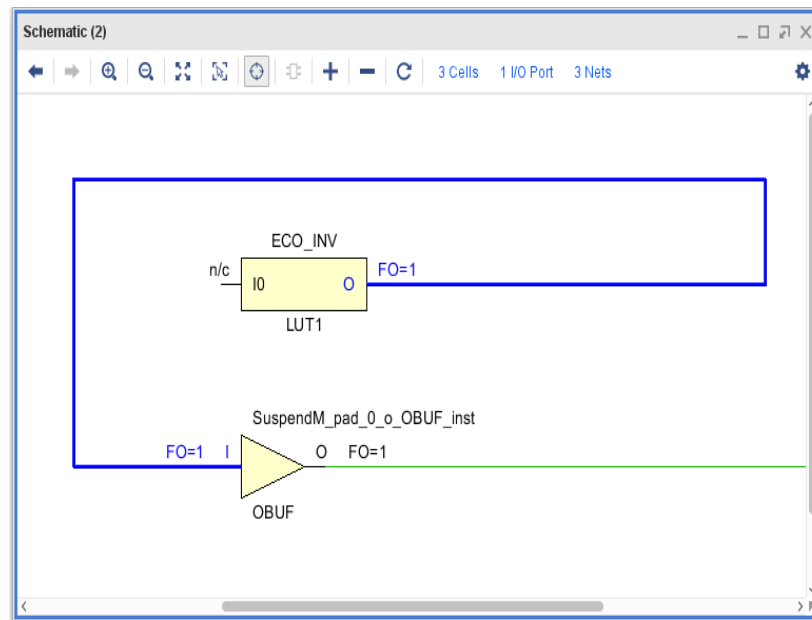 Schematic (2)
3 Cells 1 I/O Port 3 Nets
ECO_INV
n/c I0 O FO=1
LUT1
SuspendM_pad_0_o_OBUF_inst
FO=1 I O FO=1
OBUF